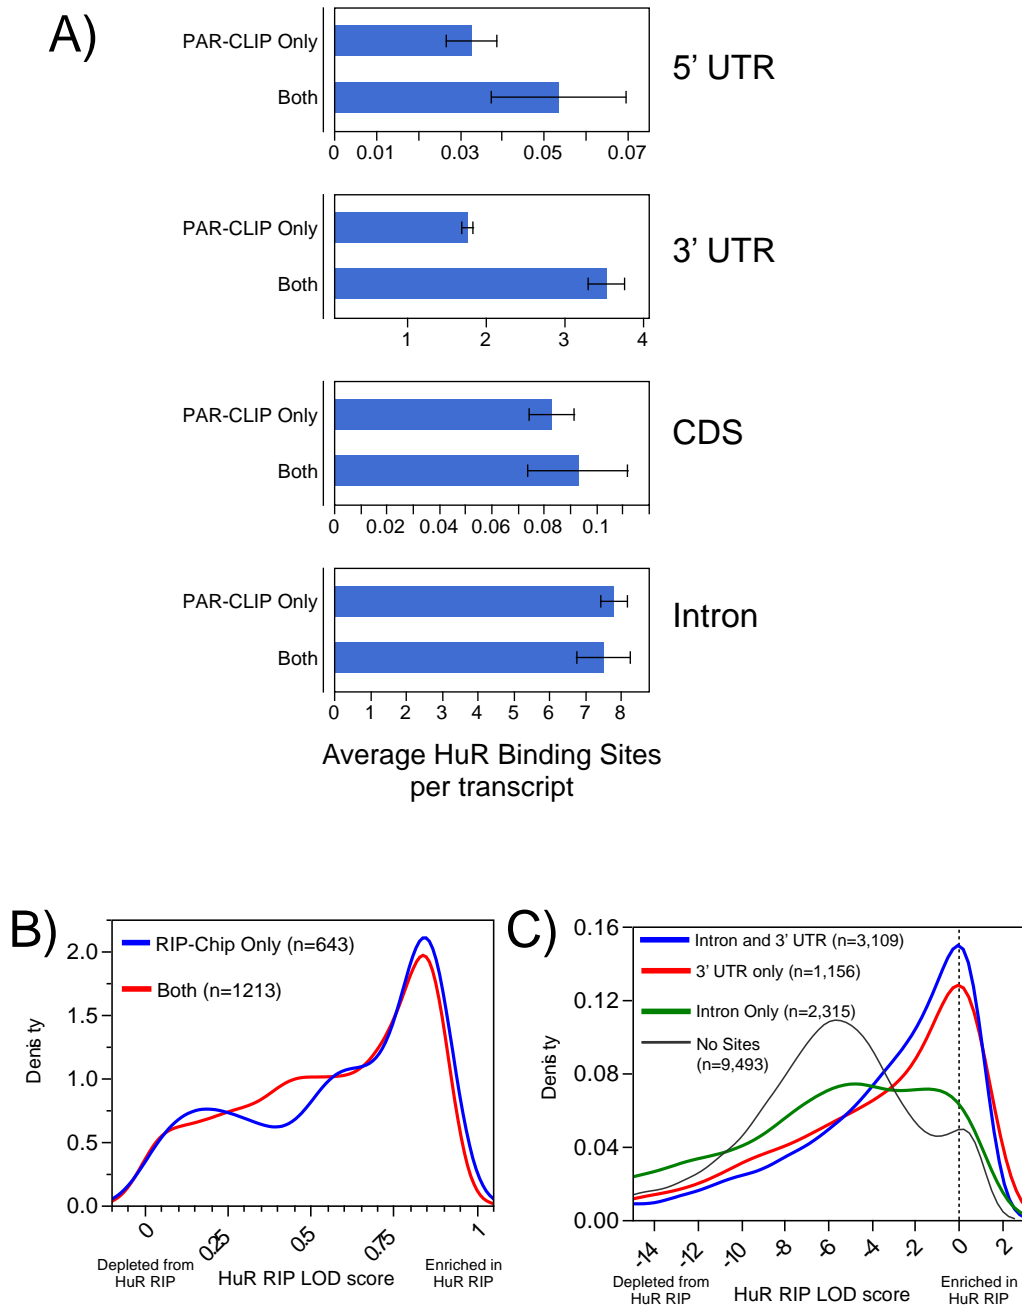 A)
PAR-CLIP Only
Both
5’ UTR
0 0.01 0.03 0.05 0.07
PAR-CLIP Only
Both
3’ UTR
1 2 3 4
PAR-CLIP Only
Both
CDS
0 0.02 0.04 0.06 0.08 0.1
PAR-CLIP Only
Both
Intron
0 1 2 3 4 5 6 7 8
Average HuR Binding Sites
per transcript
B)
RIP-Chip Only (n=643)
Both (n=1213)
Denis ty
2.0
1.5
1.0
0.5
0.0
0 0.25 0.5 0.75 1
Depleted from
HuR RIP
HuR RIP LOD score
Enriched in
HuR RIP
C)
Intron and 3’ UTR (n=3,109)
3’ UTR only (n=1,156)
Intron Only (n=2,315)
No Sites
(n=9,493)
Denis ty
0.16
0.12
0.08
0.04
0.00
-14 -12 -10 -8 -6 -4 -2 0 2
Depleted from
HuR RIP
HuR RIP LOD score
Enriched in
HuR RIP